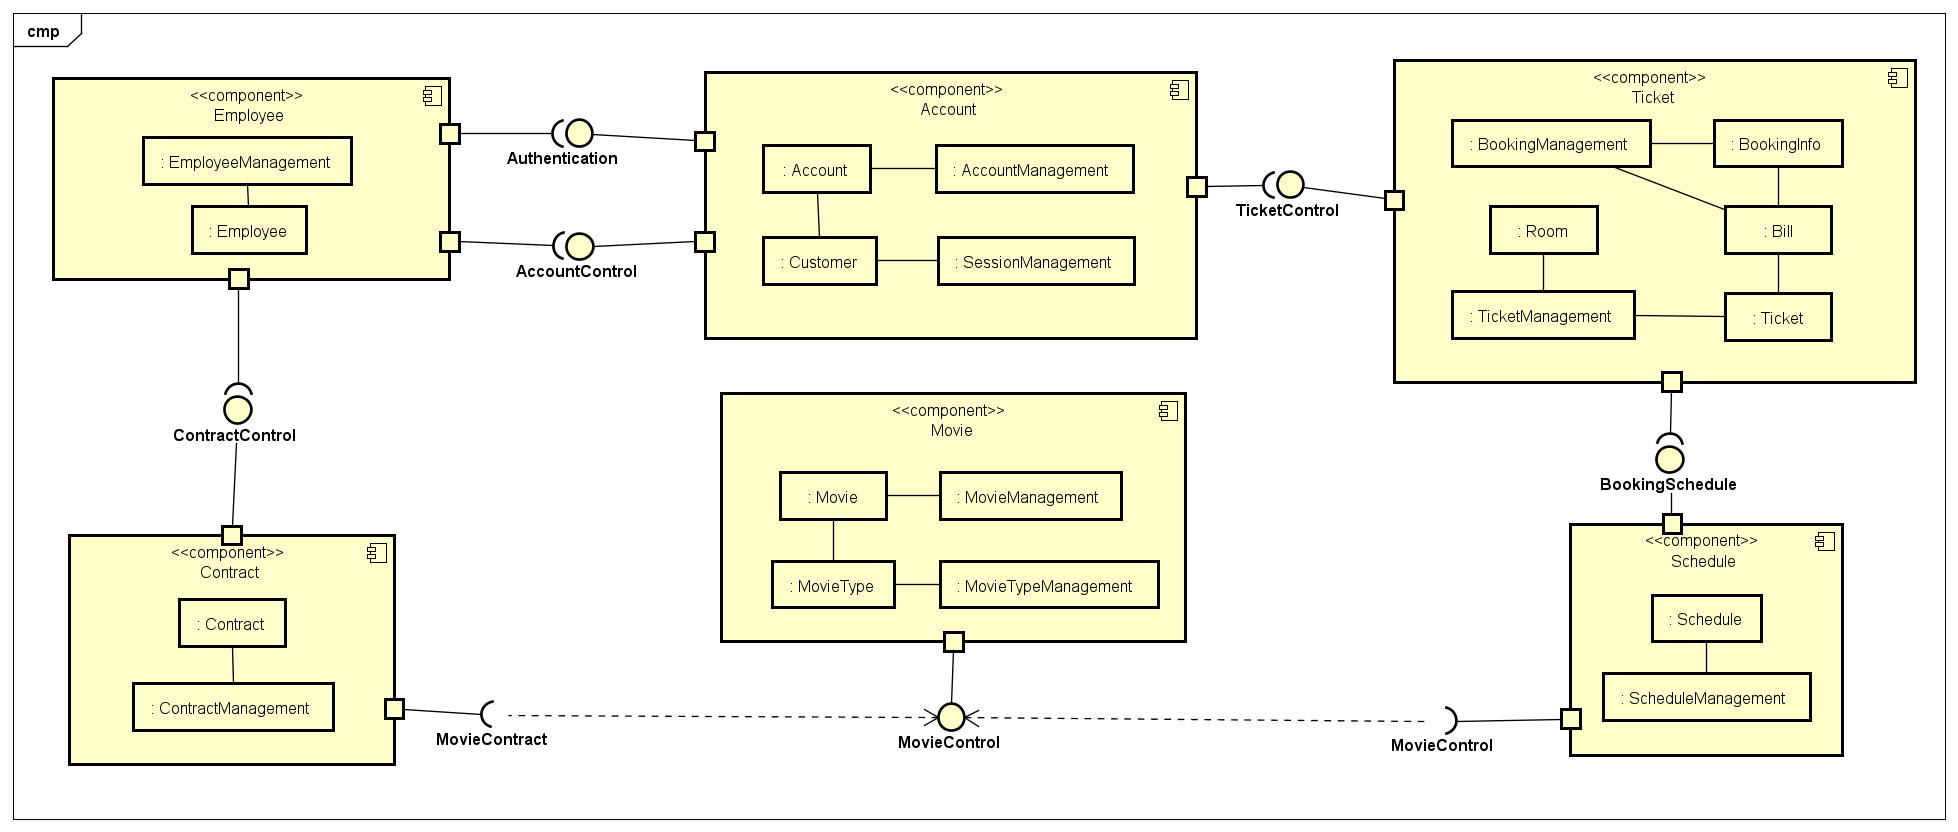 cmp
<<component>>
Employee
: EmployeeManagement
: Employee
Authentication
AccountControl
<<component>>
Account
: Account
: AccountManagement
: Customer
: SessionManagement
TicketControl
<<component>>
Ticket
: BookingManagement
: BookingInfo
: Room
: Bill
: TicketManagement
: Ticket
ContractControl
<<component>>
Movie
: Movie
: MovieManagement
: MovieType
: MovieTypeManagement
BookingSchedule
<<component>>
Contract
: Contract
: ContractManagement
<<component>>
Schedule
: Schedule
: ScheduleManagement
MovieContract
MovieControl
MovieControl